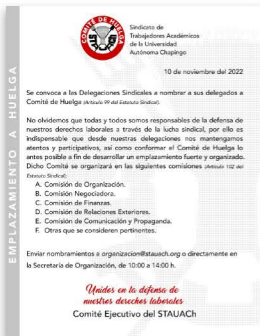 COMITÉ DE HUELGA
Sindicato de
Trabajadores Académicos
de la Universidad
Autónoma Chapingo
10 de noviembre del 2022
EMPLAZAMIENTO A HUELGA
Se convoca a las Delegaciones Sindicales a nombrar a sus delegados a
Comité de Huelga (Artículo 99 del Estatuto Sindical).
No olvidemos que todas y todos somos responsables de la defensa de
nuestros derechos laborales a través de la lucha sindical, por ello es
indispensable que desde nuestras delegaciones nos mantengamos
atentos y participativos, así como conformar el Comité de Huelga lo
antes posible a fin de desarrollar un emplazamiento fuerte y organizado.
Dicho Comité se organizará en las siguientes comisiones (Artículo 102 del
Estatuto Sindical):
A. Comisión de Organización.
B. Comisión Negociadora.
C. Comisión de Finanzas.
D. Comisión de Relaciones Exteriores.
E. Comisión de Comunicación y Propaganda.
F. Otras que se consideren pertinentes.
Enviar nombramientos a organizacion@stauach.org o directamente en
la Secretaría de Organización, de 10:00 a 14:00 h.
Unidos en la defensa de
nuestros derechos laborales
Comité Ejecutivo del STAUACh